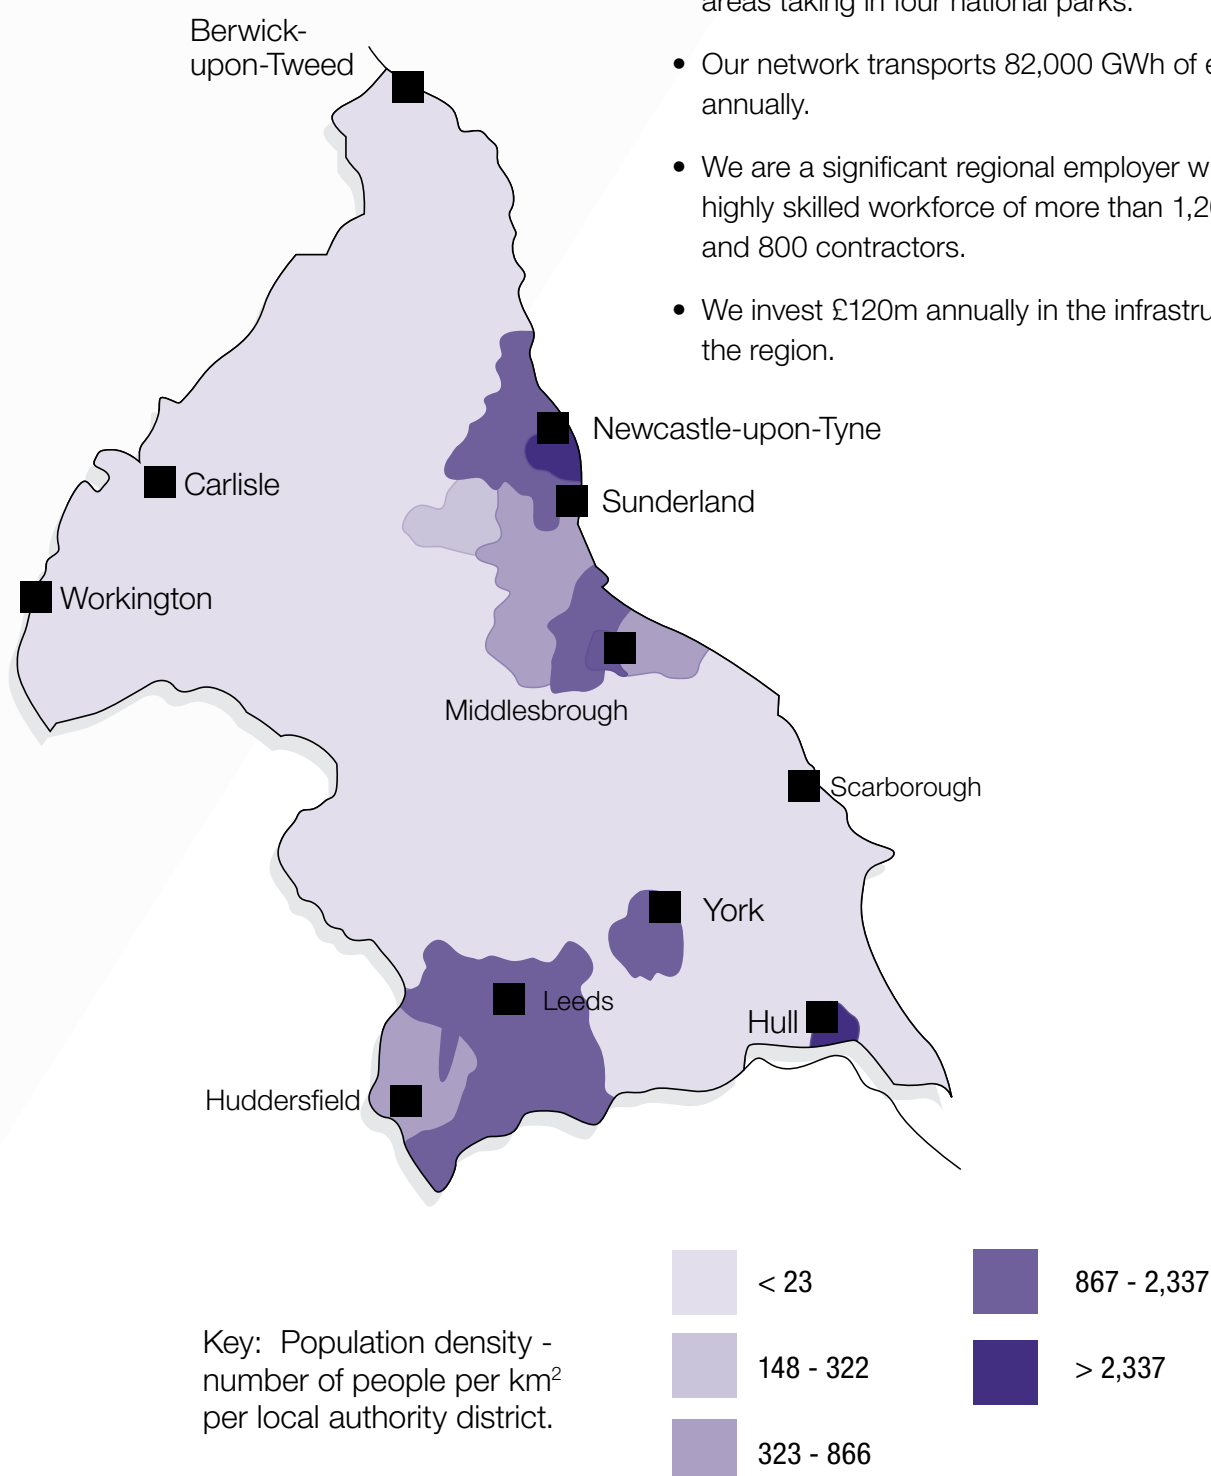 areas taking in four national parks.
Berwick-
upon-Tweed
• Our network transports 82,000 GWh of
annually.
• We are a significant regional employer
highly skilled workforce of more than
and 800 contractors.
• We invest £120m annually in the
the region.
Newcastle-upon-Tyne
Carlisle
Sunderland
Workington
Middlesbrough
Scarborough
York
Leeds
Hull
Huddersfield
< 23
867 - 2,337
Key: Population density -
number of people per km²
per local authority district.
148 - 322
> 2,337
323 - 866